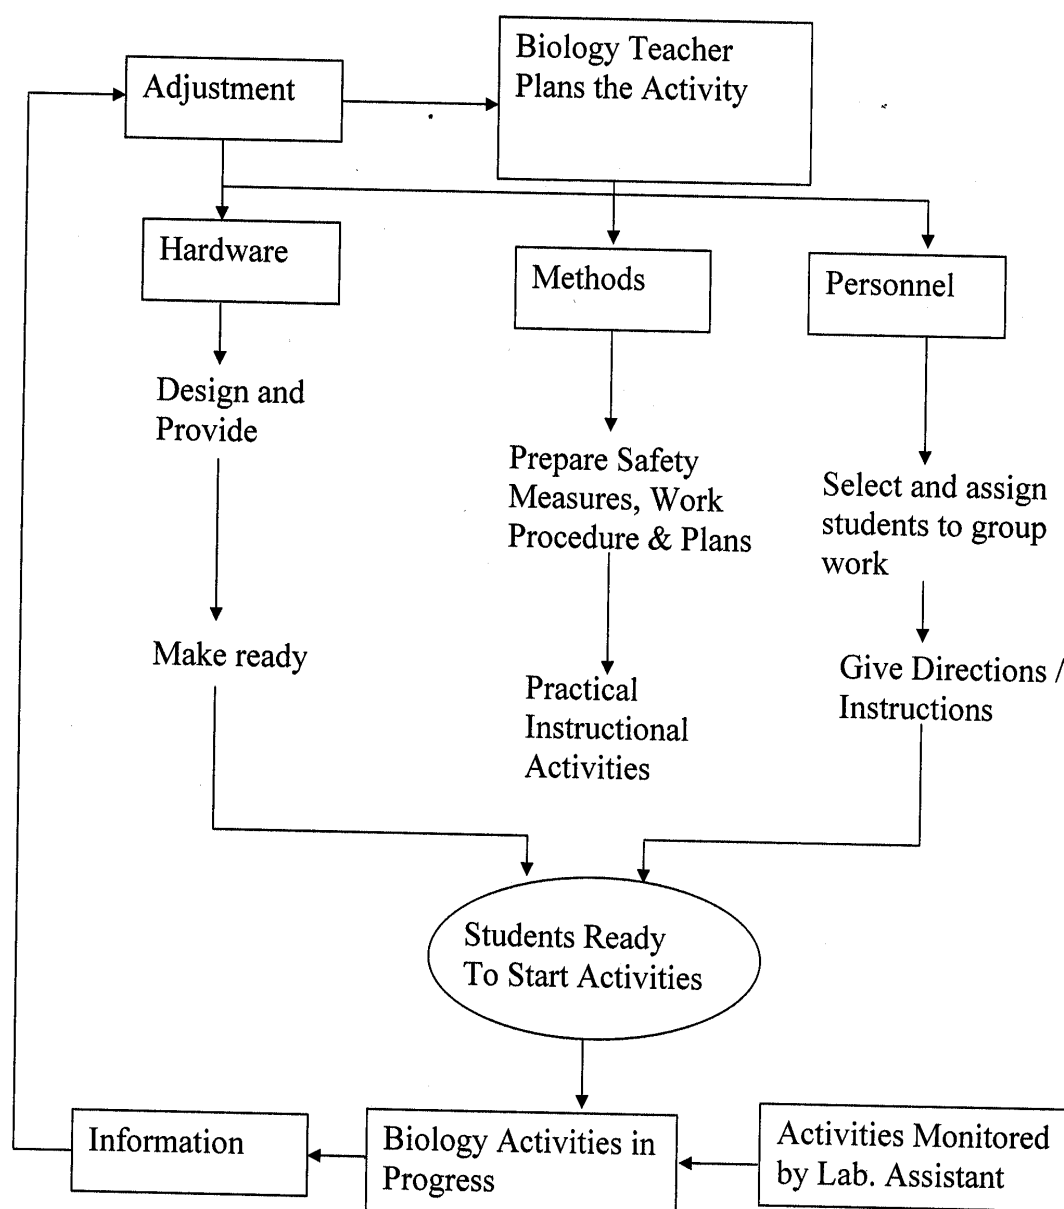 Biology Teacher
Plans the Activity
Adjustment
Hardware
Methods
Personnel
Design and
Provide
Prepare Safety
Measures, Work
Procedure & Plans
Select and assign
students to group
work
Make ready
Practical
Instructional
Activities
Give Directions /
Instructions
Students Ready
To Start Activities
Information
Biology Activities in
Progress
Activities Monitored
by Lab. Assistant